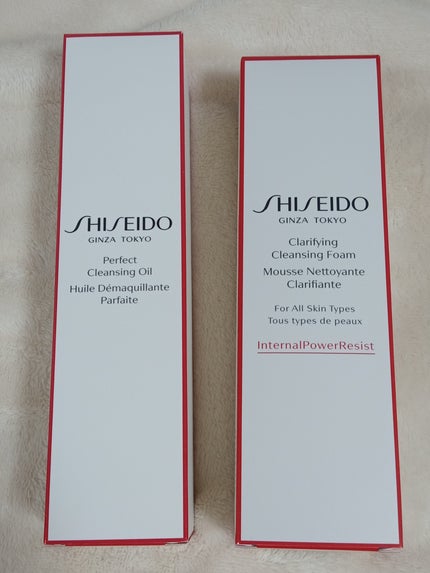 SHISEIDO
GINZA TOKYO
Perfect
Cleansing Oil
Huile Démaquillante
Parfaite
SHISEIDO
GINZA TOKYO
Clarifying
Cleansing Foam
Mousse Nettoyante
Clarifiante
For All Skin Types
Tous types de peaux
InternalPowerResist